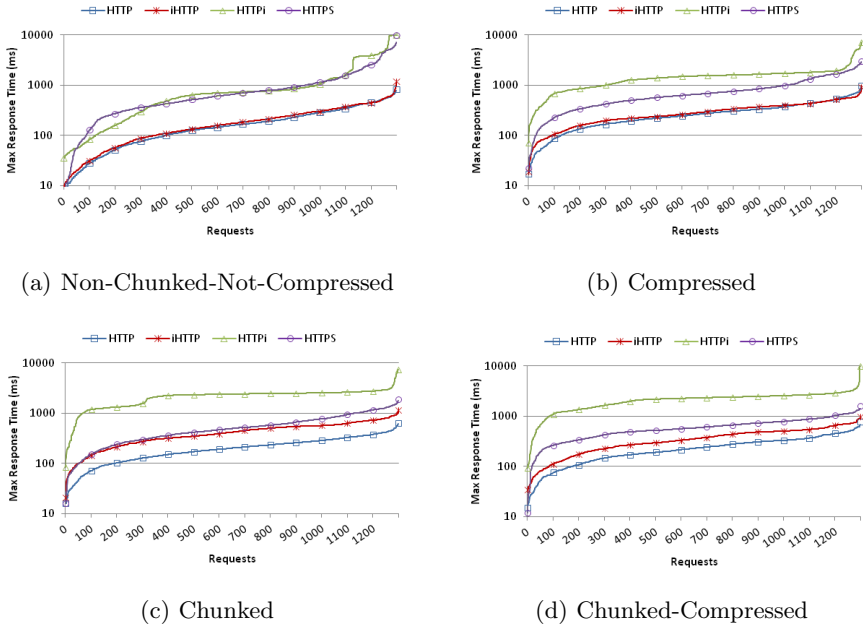 HTTP iHTTP HTTPi HTTPS
Max Response Time (ms)
10000
1000
100
10
0 100 200 300 400 500 600 700 800 900 1000 1100 1200
Requests
(a) Non-Chunked-Not-Compressed
HTTP iHTTP HTTPi HTTPS
Max Response Time (ms)
10000
1000
100
10
0 100 200 300 400 500 600 700 800 900 1000 1100 1200
Requests
(b) Compressed
HTTP iHTTP HTTPi HTTPS
Max Response Time (ms)
10000
1000
100
10
0 100 200 300 400 500 600 700 800 900 1000 1100 1200
Requests
(c) Chunked
HTTP iHTTP HTTPi HTTPS
Max Response Time (ms)
10000
1000
100
10
0 100 200 300 400 500 600 700 800 900 1000 1100 1200
Requests
(d) Chunked-Compressed